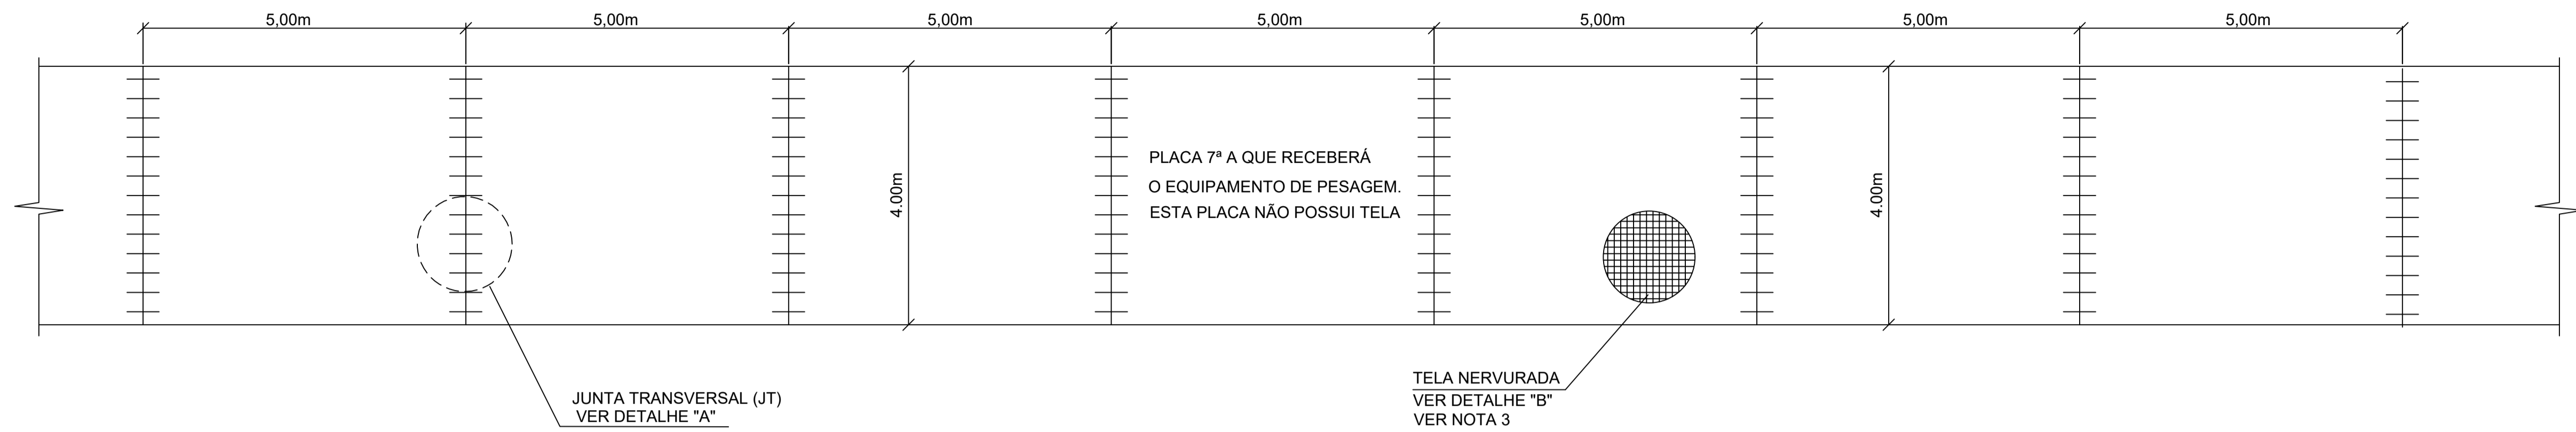 5,00m
5,00m
5,00m
5,00m
5,00m
5,00m
5,00m
4.00m
PLACA 7ª A QUE RECEBERÁ
O EQUIPAMENTO DE PESAGEM.
ESTA PLACA NÃO POSSUI TELA
4.00m
JUNTA TRANSVERSAL (JT)
VER DETALHE "A"
TELA NERVURADA
VER DETALHE "B"
VER NOTA 3